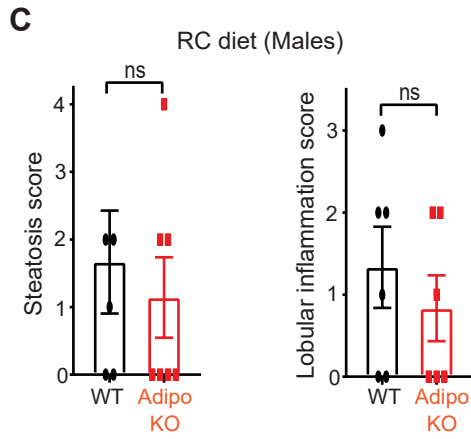 C
RC diet (Males)
ns
Steatosis score
4
3
2
1
0
WT
Adipo
KO
ns
Lobular inflammation score
3
2
1
0
WT
Adipo
KO